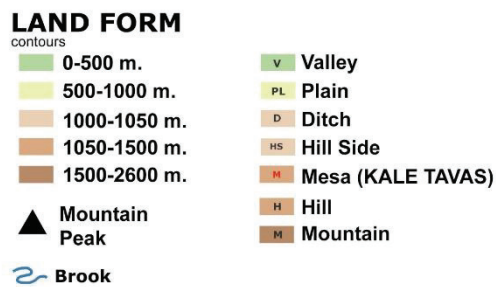 LAND FORM
contours
0-500 m.
500-1000 m.
1000-1050 m.
1050-1500 m.
1500-2600 m.
Mountain
Peak
Brook
V Valley
PL Plain
D Ditch
HS Hill Side
M Mesa (KALE TAVAS)
H Hill
M Mountain